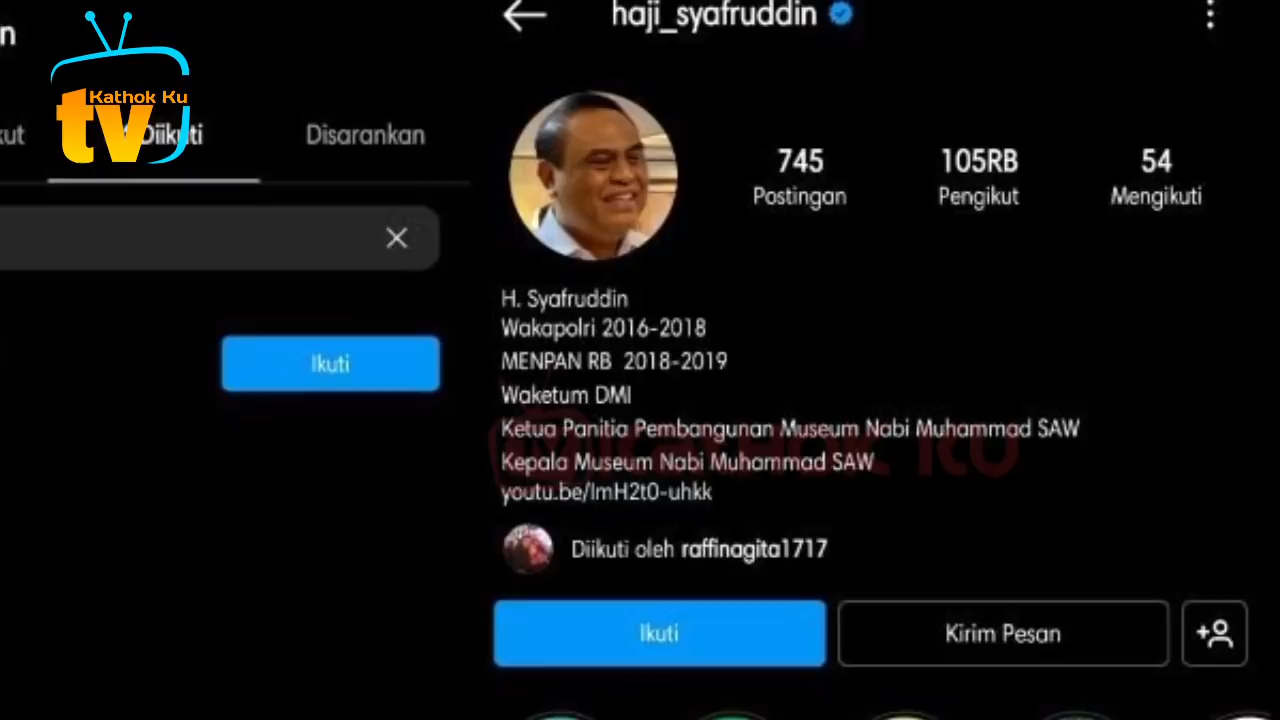 n
Kathok Ku
tv
kut
Diikuti
Disarankan
Ikuti
haji_syafruddin
745
Postingan
105RB
Pengikut
54
Mengikuti
H. Syafruddin
Wakapolri 2016-2018
MENPAN RB 2018-2019
Waketum DMI
Ketua Panitia Pembangunan Museum Nabi Muhammad SAW
Kepala Museum Nabi Muhammad SAW
youtu.be/lmH2t0-uhkk
Diikuti oleh raffinagita1717
Ikuti
Kirim Pesan